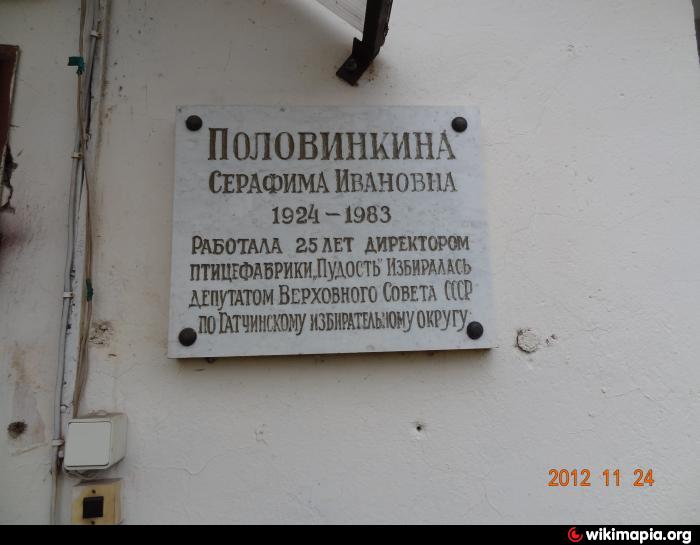 ПОЛОВИНКИНА
СЕРАФИМА ИВАНОВНА
1924 – 1983
РАБОТАЛА 25 ЛЕТ ДИРЕКТОРОМ
ПТИЦЕФАБРИКИ „ПУДОСТЬ" ИЗБИРАЛАСЬ
ДЕПУТАТОМ ВЕРХОВНОГО СОВЕТА СССР
ПО ГАТЧИНСКОМУ ИЗБИРАТЕЛЬНОМУ ОКРУГУ
2012 11 24
wikimapia.org